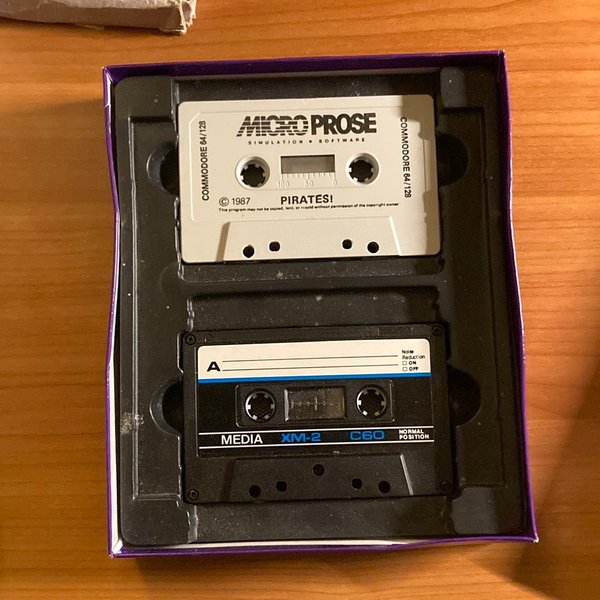 MICRO PROSE
SIMULATION • SOFTWARE
COMMODORE 64/128
COMMODORE 64/128
100 50 0
© 1987 PIRATES!
This program may not be copied, lent, or resold without permission of the copyright owner
A
Noise
Reduction
ON
OFF
MEDIA XM-2 C60 NORMAL
POSITION